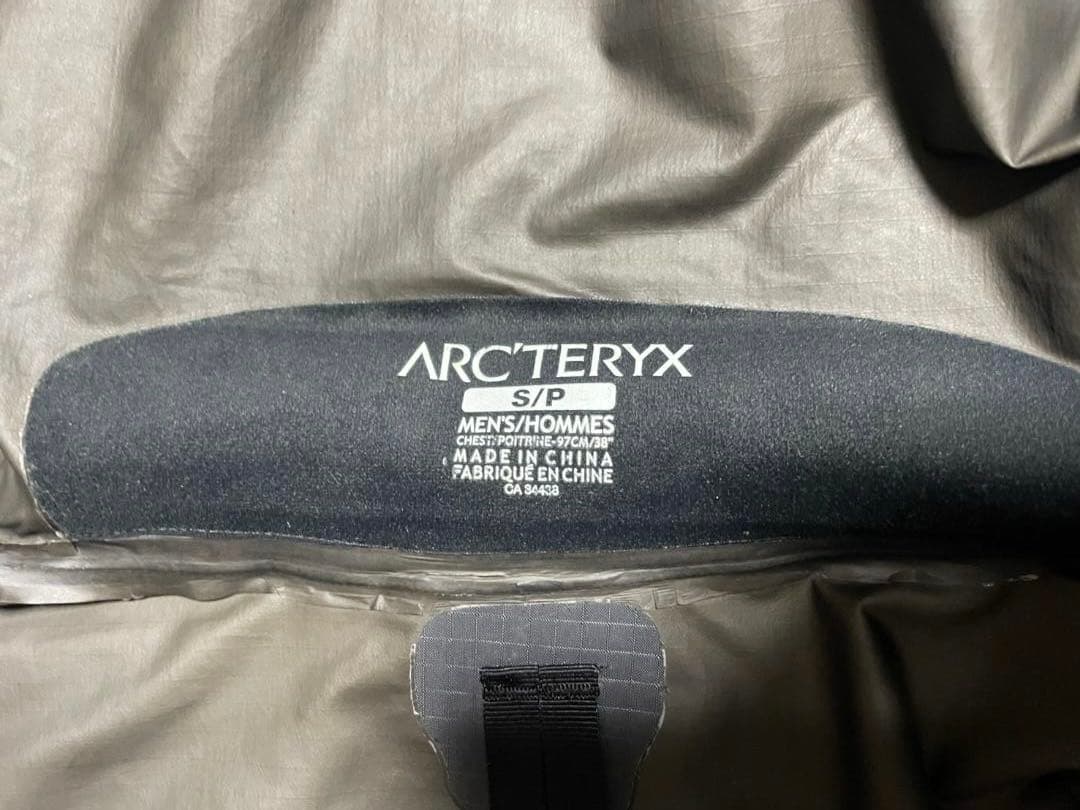 ARC'TERYX
S/P
MEN'S/HOMMES
CHEST/POITRINE-97CM/38"
MADE IN CHINA
FABRIQUÉ EN CHINE
CA 34438